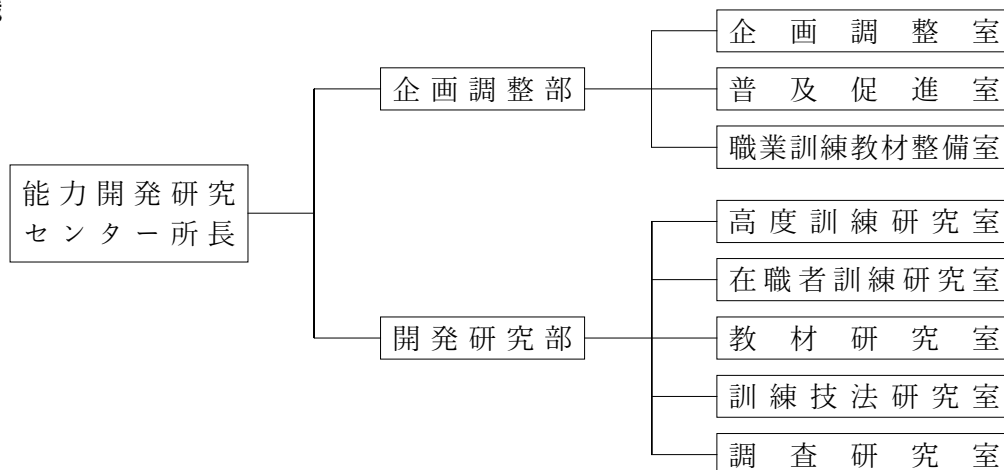 能力開発研究
センター所長
企画調整部
企画調整室
普及促進室
職業訓練教材整備室
開発研究部
高度訓練研究室
在職者訓練研究室
教材研究室
訓練技法研究室
調査研究室